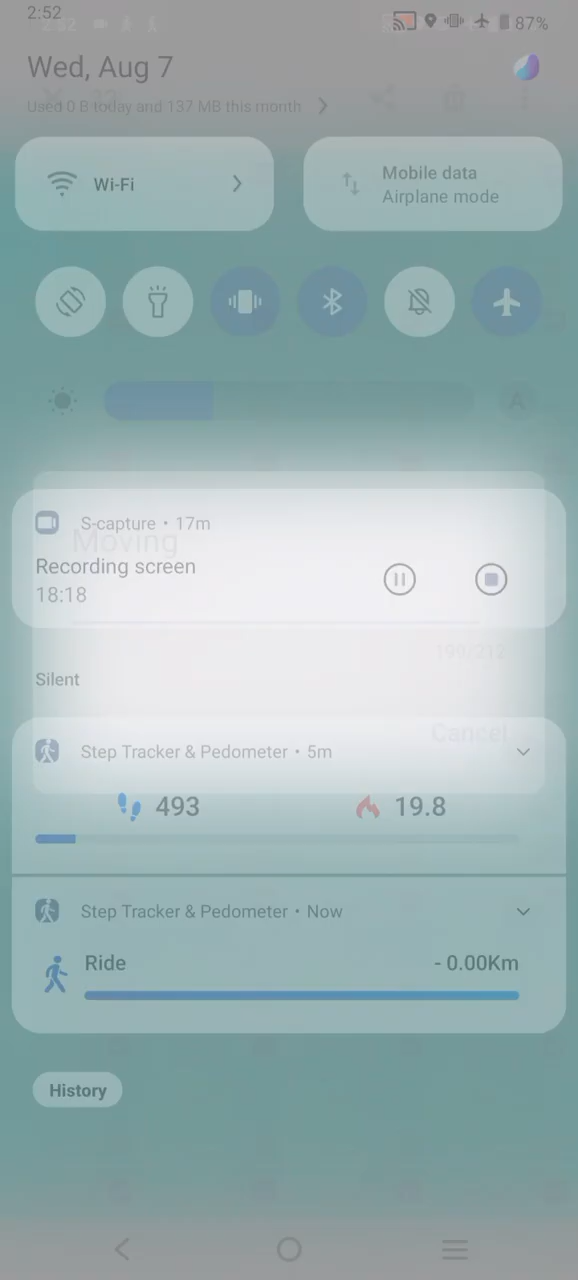 2:52
87%
Wed, Aug 7
Used 0 B today and 137 MB this month
Wi-Fi
Mobile data
Airplane mode
A
S-capture • 17m
Moving
Recording screen
18:18
199/212
Silent
Cancel
Step Tracker & Pedometer • 5m
493
19.8
Step Tracker & Pedometer • Now
Ride
- 0.00Km
History